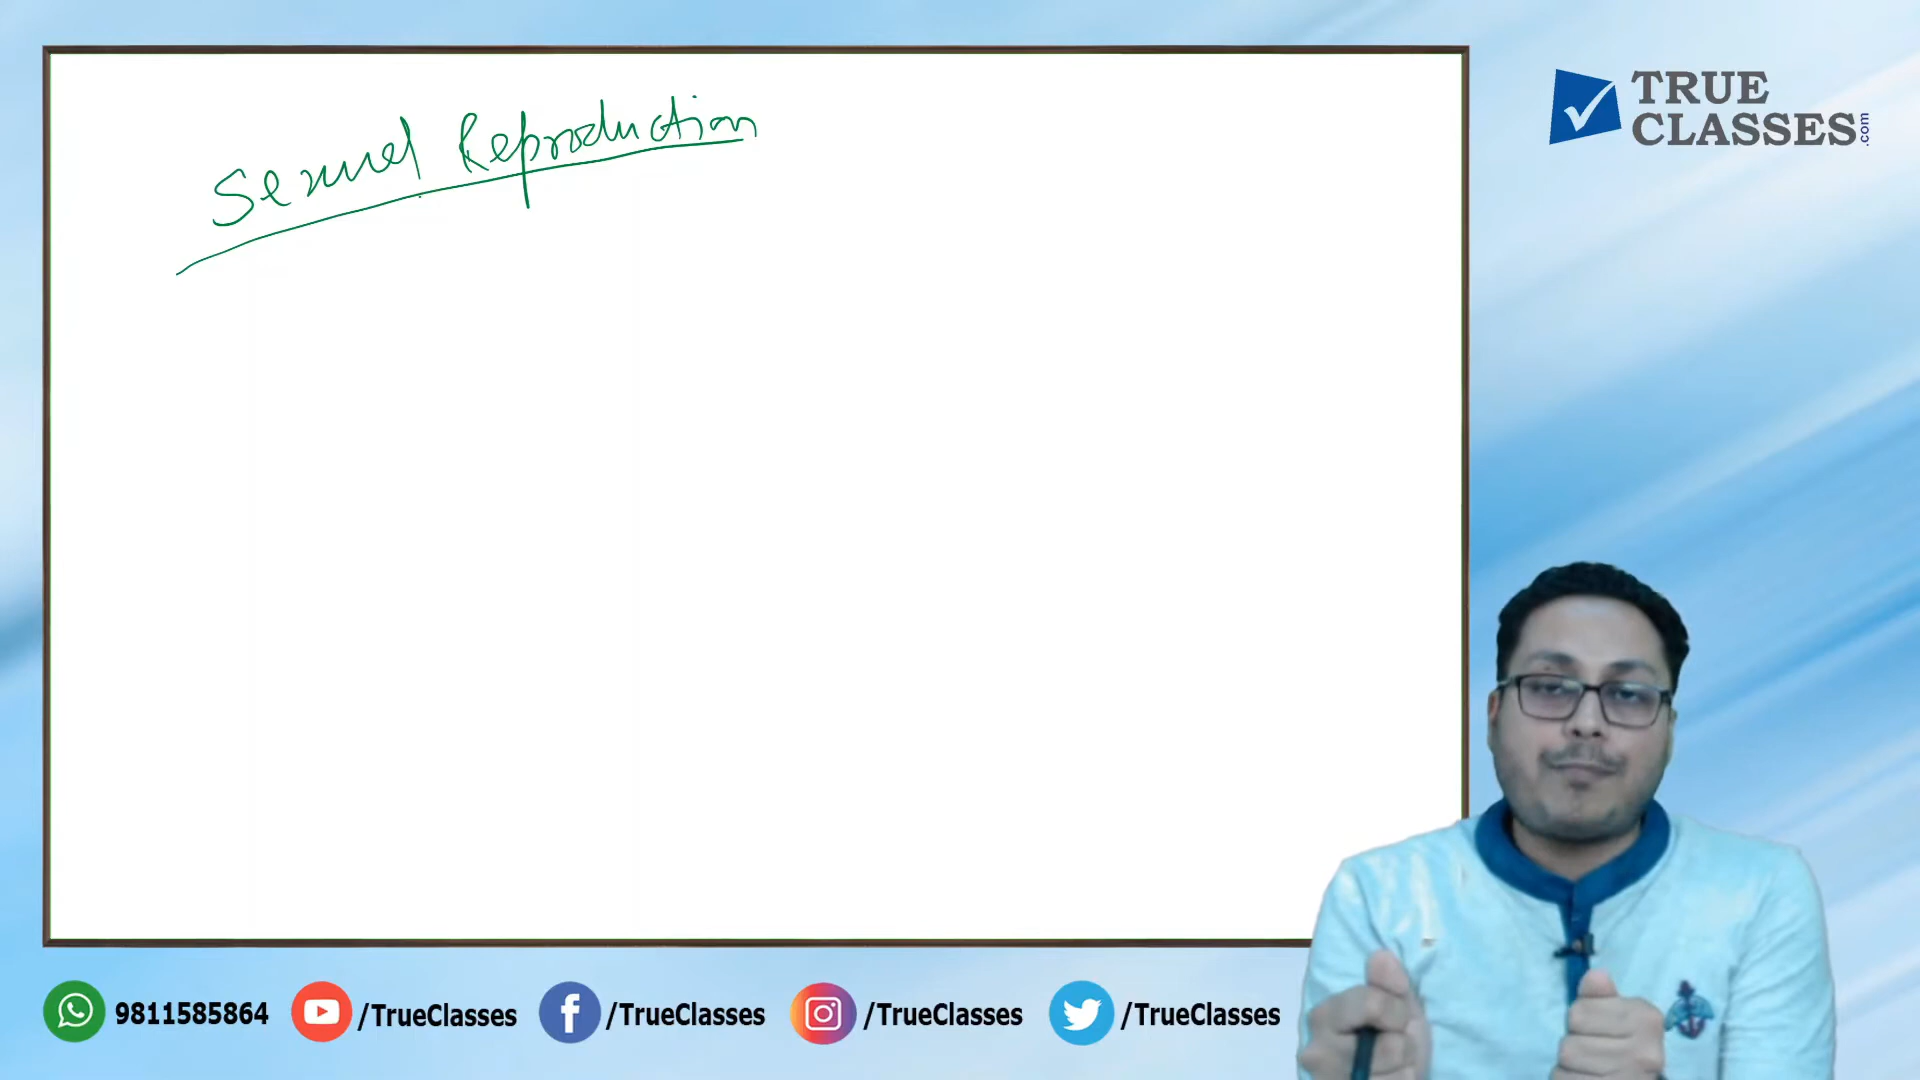 Sexual Reproduction
TRUE
CLASSES.com
9811585864
/TrueClasses
/TrueClasses
/TrueClasses
/TrueClasses